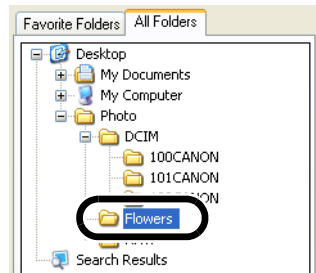 Favorite Folders All Folders
Desktop
My Documents
My Computer
Photo
DCIM
100CANON
101CANON
Flowers
Search Results